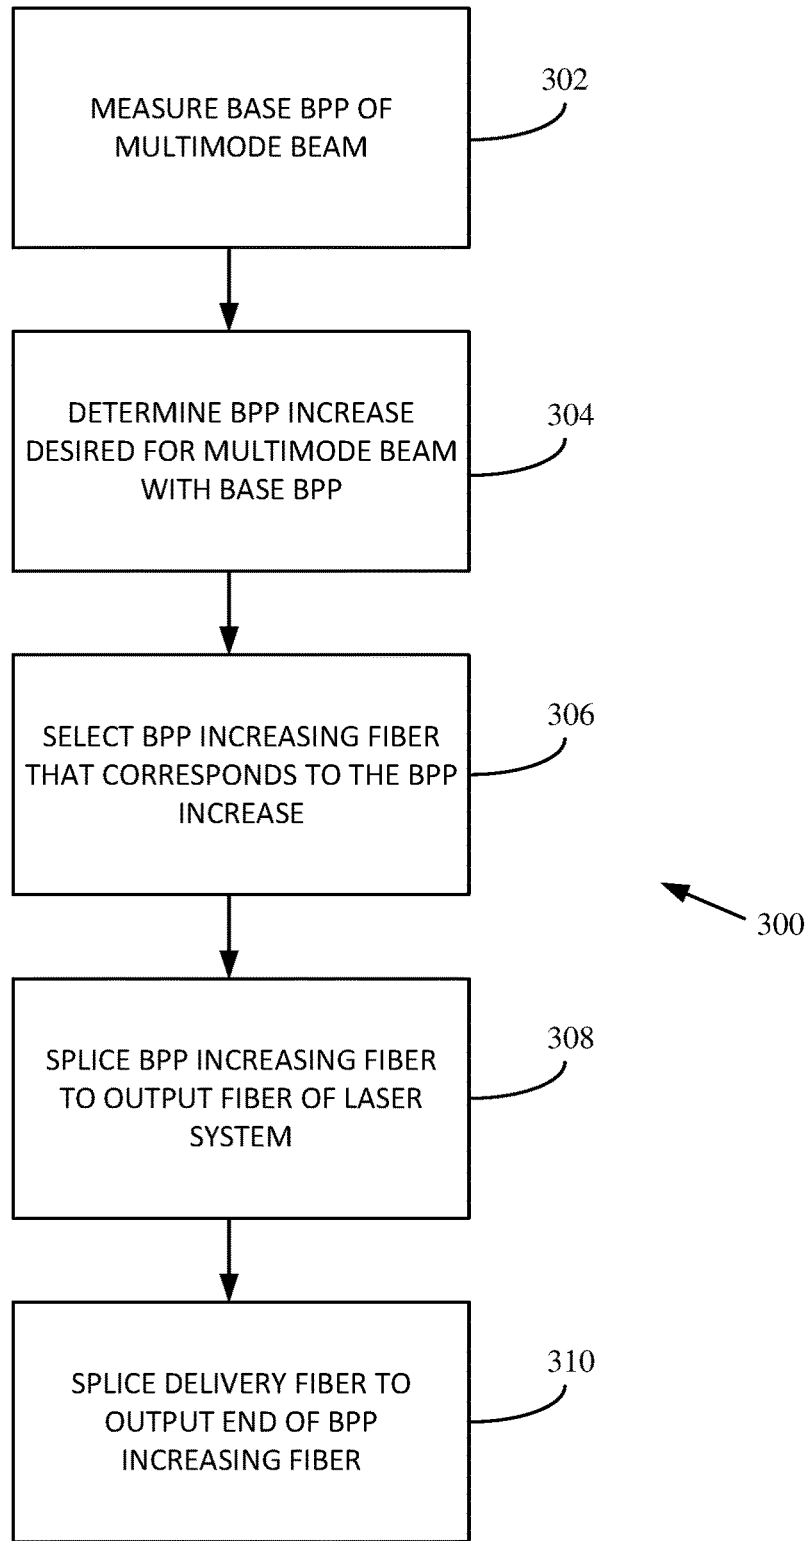 MEASURE BASE BPP OF
MULTIMODE BEAM
302
DETERMINE BPP INCREASE
DESIRED FOR MULTIMODE BEAM
WITH BASE BPP
304
SELECT BPP INCREASING FIBER
THAT CORRESPONDS TO THE BPP
INCREASE
306
300
SPLICE BPP INCREASING FIBER
TO OUTPUT FIBER OF LASER
SYSTEM
308
SPLICE DELIVERY FIBER TO
OUTPUT END OF BPP
INCREASING FIBER
310